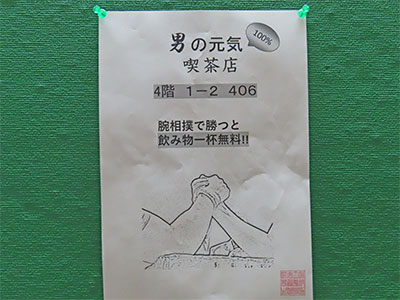 男の元気
100%
喫茶店
4階 1－2 406
腕相撲で勝つと
飲み物一杯無料!!